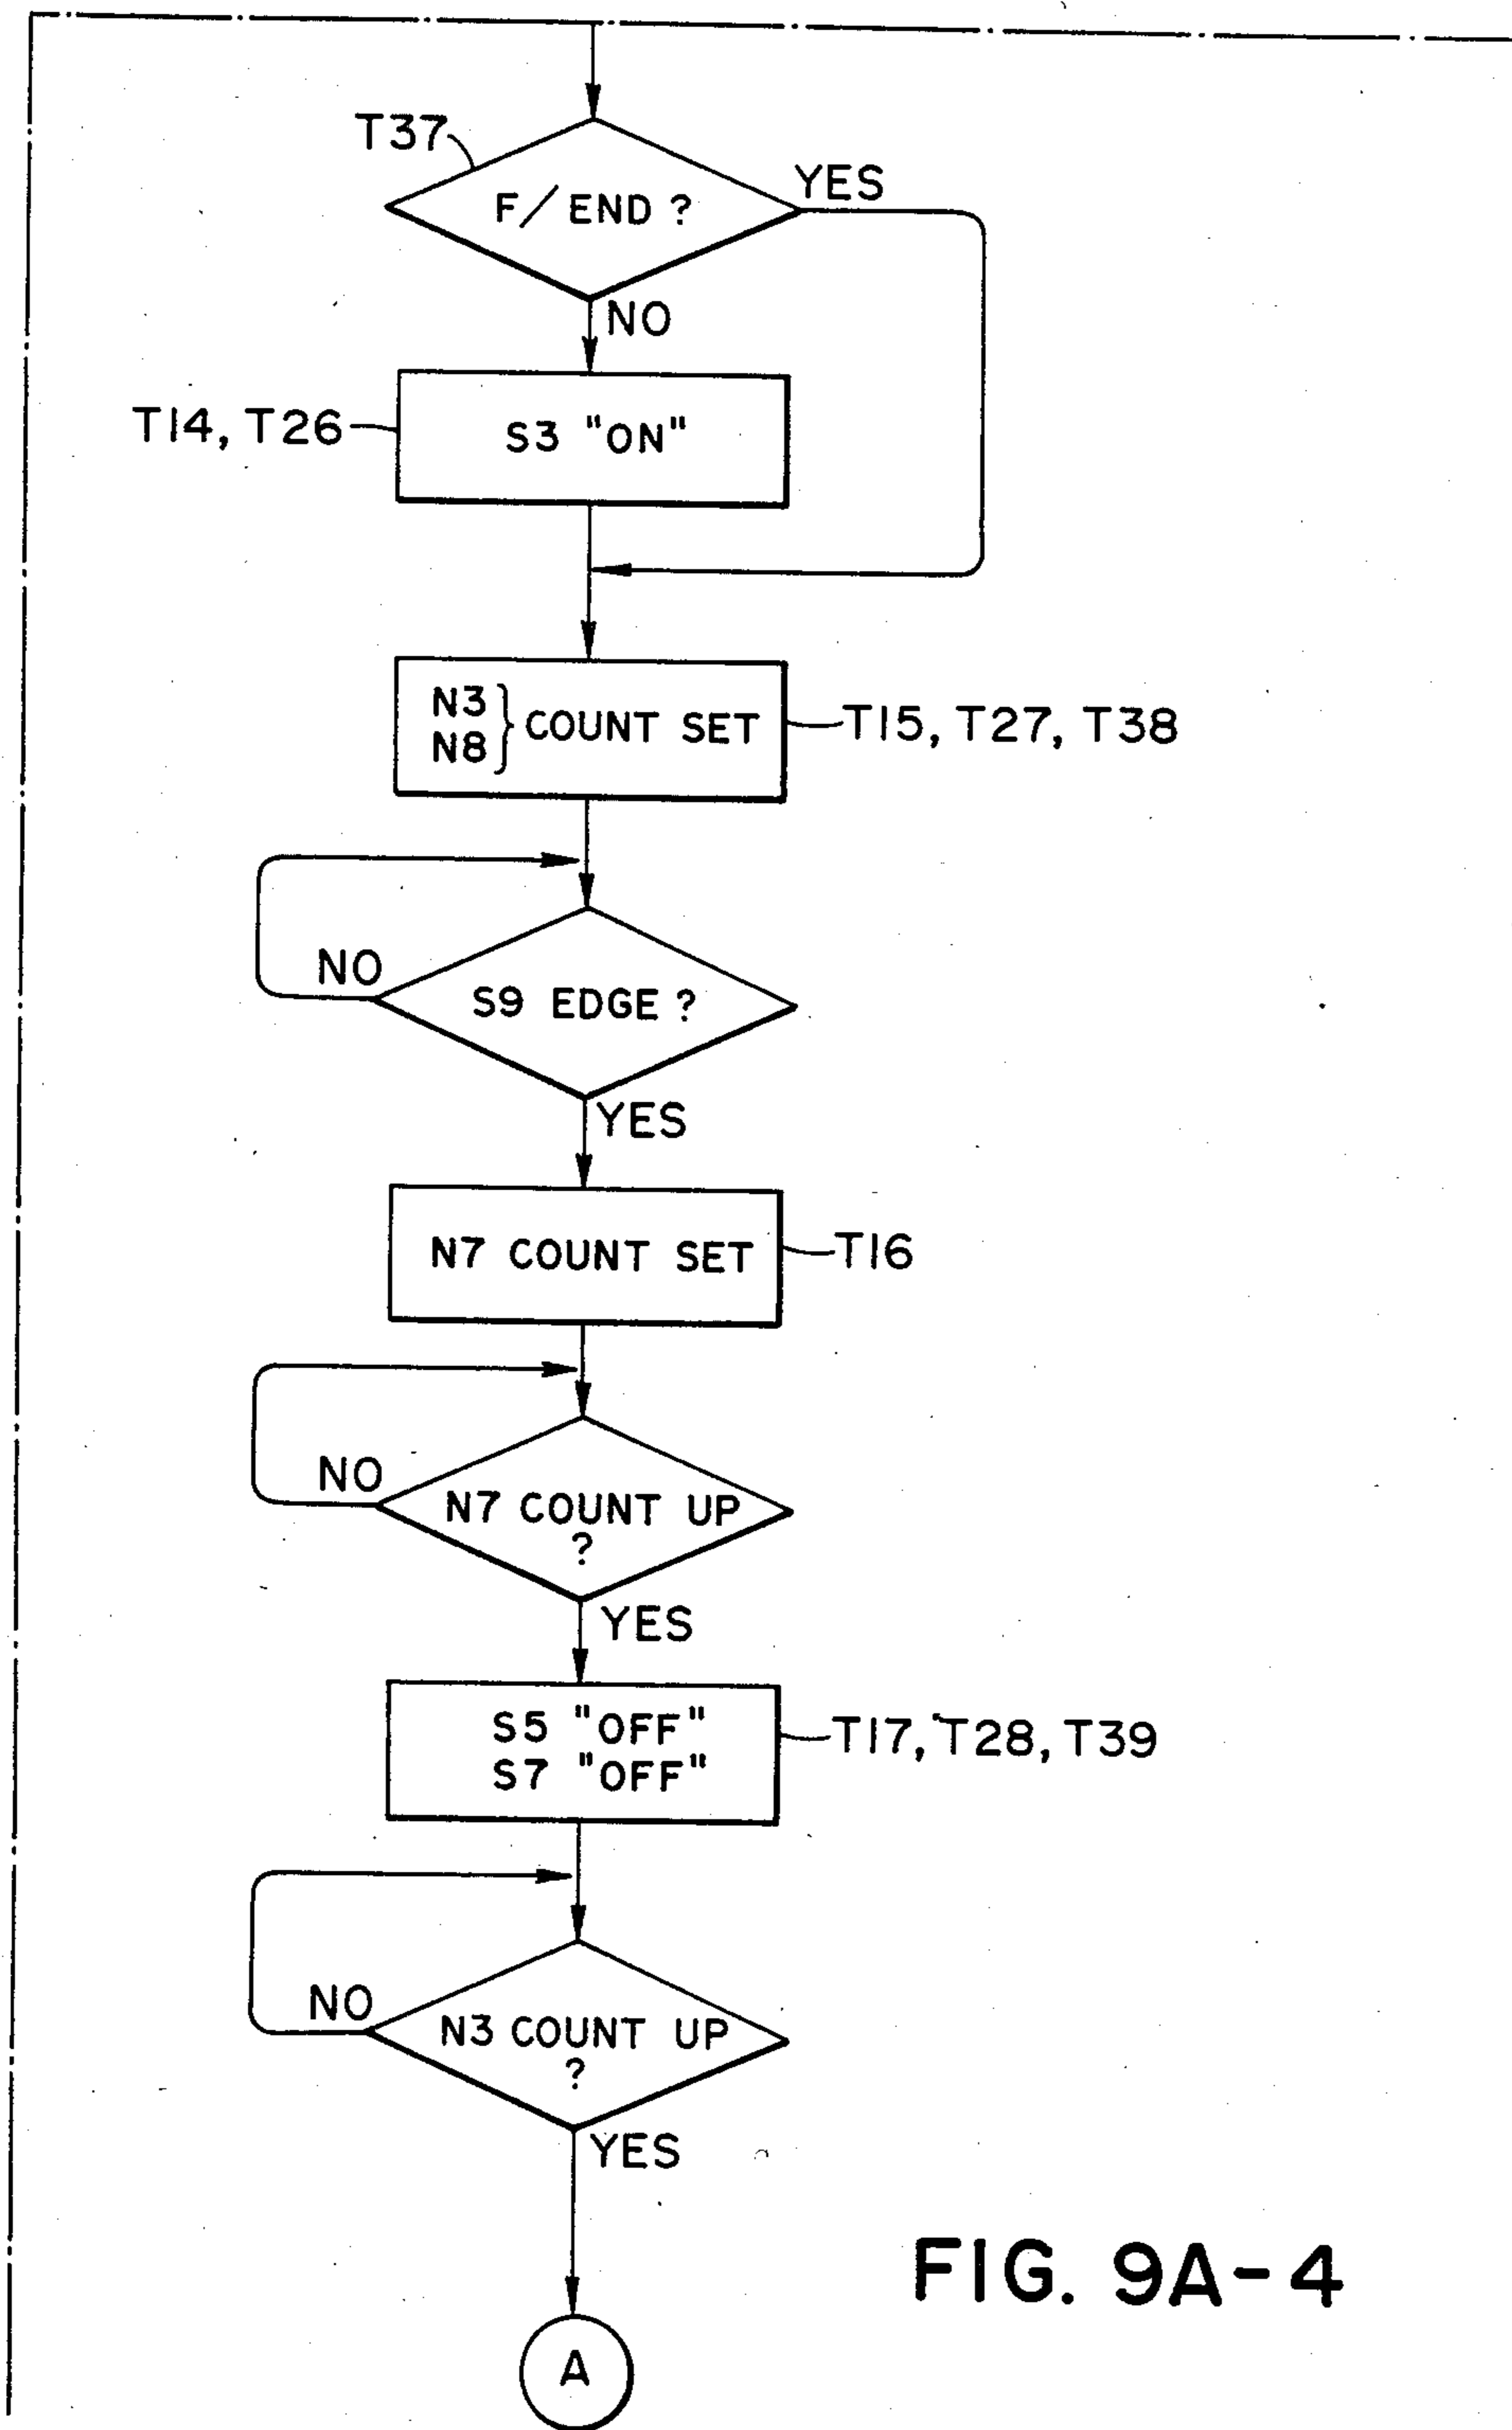 T37
F/END ?
YES
NO
T14, T26
S3 "ON"
N3
N8
COUNT SET
T15, T27, T38
NO
S9 EDGE ?
YES
N7 COUNT SET
T16
NO
N7 COUNT UP
?
YES
S5 "OFF"
S7 "OFF"
T17, T28, T39
NO
N3 COUNT UP
?
YES
A
FIG. 9A-4